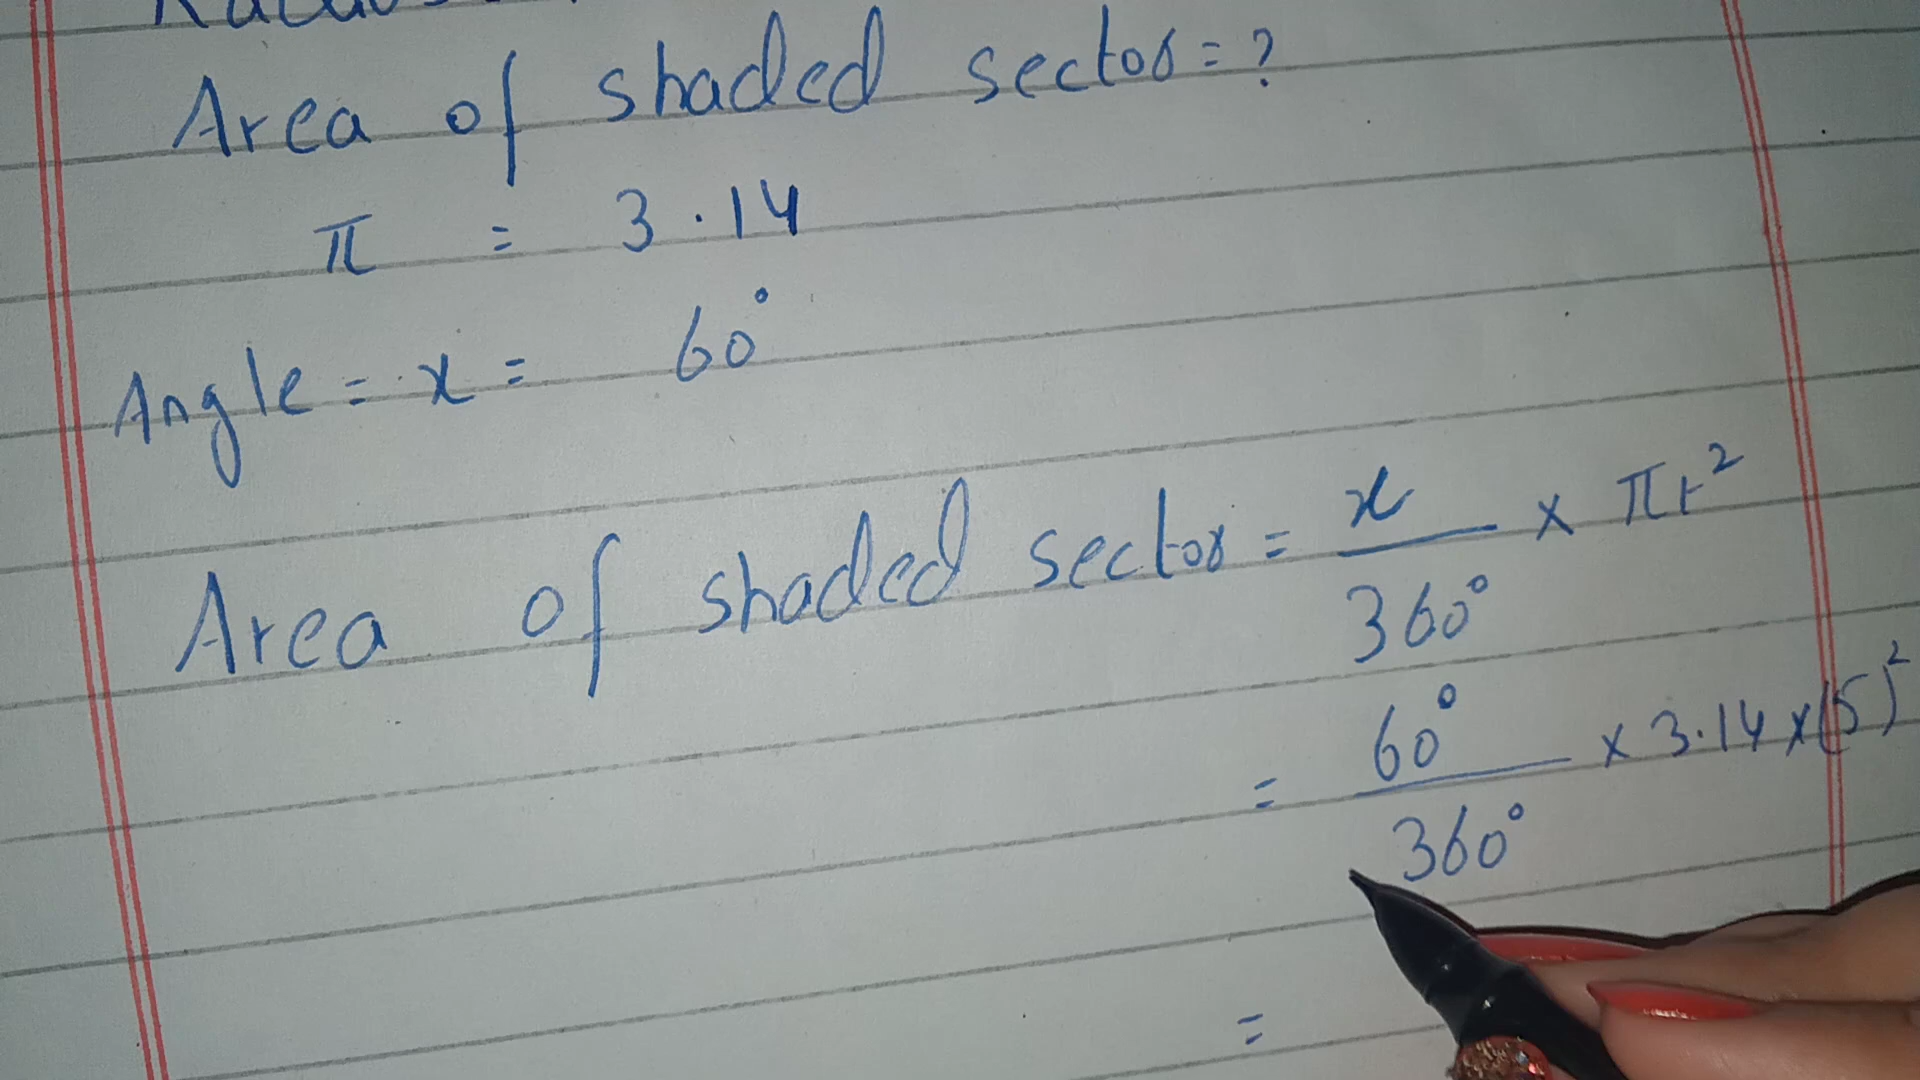 Area of shaded sector = ?
π = 3.14
Angle = x = 60°
Area of shaded sector = x/360° × πr²
= 60°/360° × 3.14 × (5)²
=